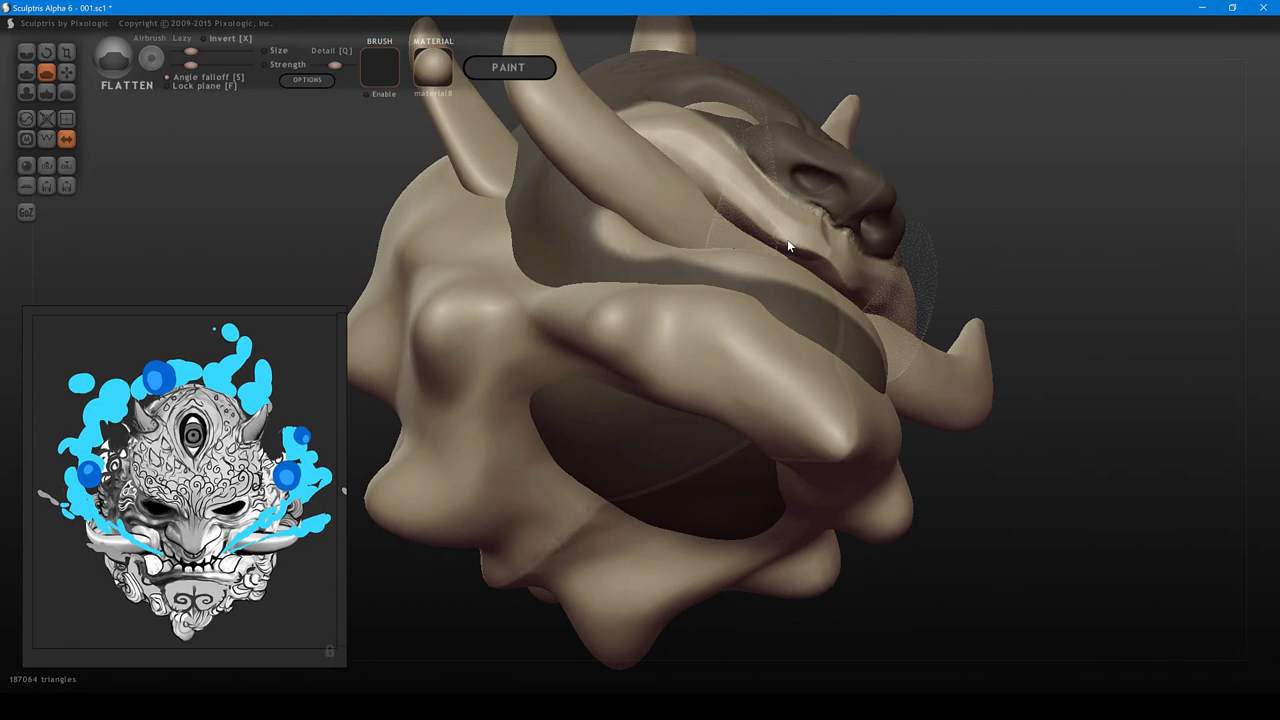 Sculptris Alpha 6 - 001.sc1 *
Sculptris by Pixologic Copyright © 2009-2015 Pixologic, Inc.
Airbrush Lazy Invert [X]
Size Detail [Q]
Strength
Angle falloff [S]
Lock plane [F]
OPTIONS
FLATTEN
BRUSH
Enable
MATERIAL
material8
PAINT
GoZ
187064 triangles